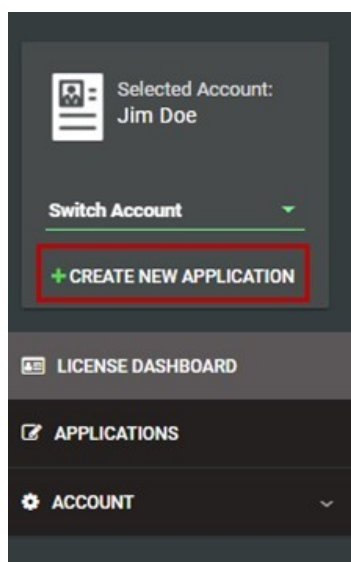 Selected Account:
Jim Doe
Switch Account
+ CREATE NEW APPLICATION
LICENSE DASHBOARD
APPLICATIONS
ACCOUNT